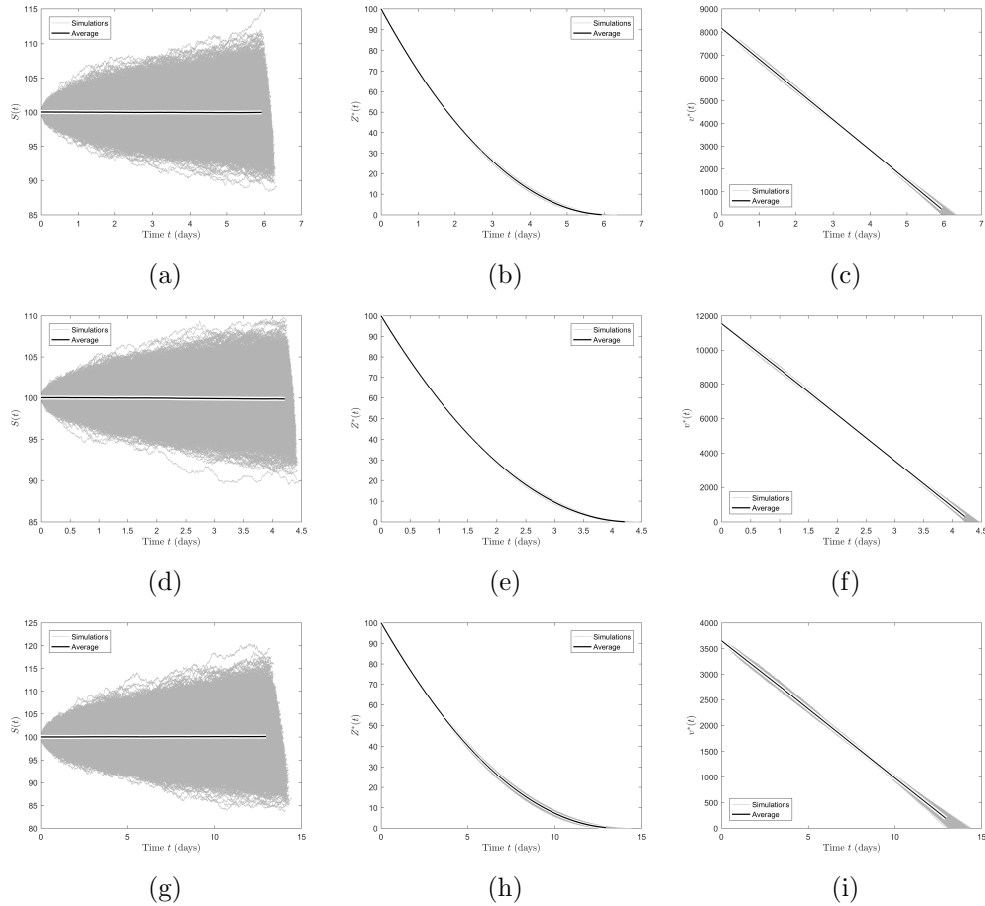 115
110
105
100
95
90
85
S(t)
Simulations
Average
0 1 2 3 4 5 6 7
Time t (days)
(a)
100
90
80
70
60
50
40
30
20
10
0
Z*(t)
Simulations
Average
0 1 2 3 4 5 6 7
Time t (days)
(b)
9000
8000
7000
6000
5000
4000
3000
2000
1000
0
v*(t)
Simulations
Average
0 1 2 3 4 5 6 7
Time t (days)
(c)
110
105
100
95
90
85
S(t)
Simulations
Average
0 0.5 1 1.5 2 2.5 3 3.5 4 4.5
Time t (days)
(d)
100
90
80
70
60
50
40
30
20
10
0
Z*(t)
Simulations
Average
0 0.5 1 1.5 2 2.5 3 3.5 4 4.5
Time t (days)
(e)
12000
10000
8000
6000
4000
2000
0
v*(t)
Simulations
Average
0 0.5 1 1.5 2 2.5 3 3.5 4 4.5
Time t (days)
(f)
125
120
115
110
105
100
95
90
85
80
S(t)
Simulations
Average
0 5 10 15
Time t (days)
(g)
100
90
80
70
60
50
40
30
20
10
0
Z*(t)
Simulations
Average
0 5 10 15
Time t (days)
(h)
4000
3500
3000
2500
2000
1500
1000
500
0
v*(t)
Simulations
Average
0 5 10 15
Time t (days)
(i)